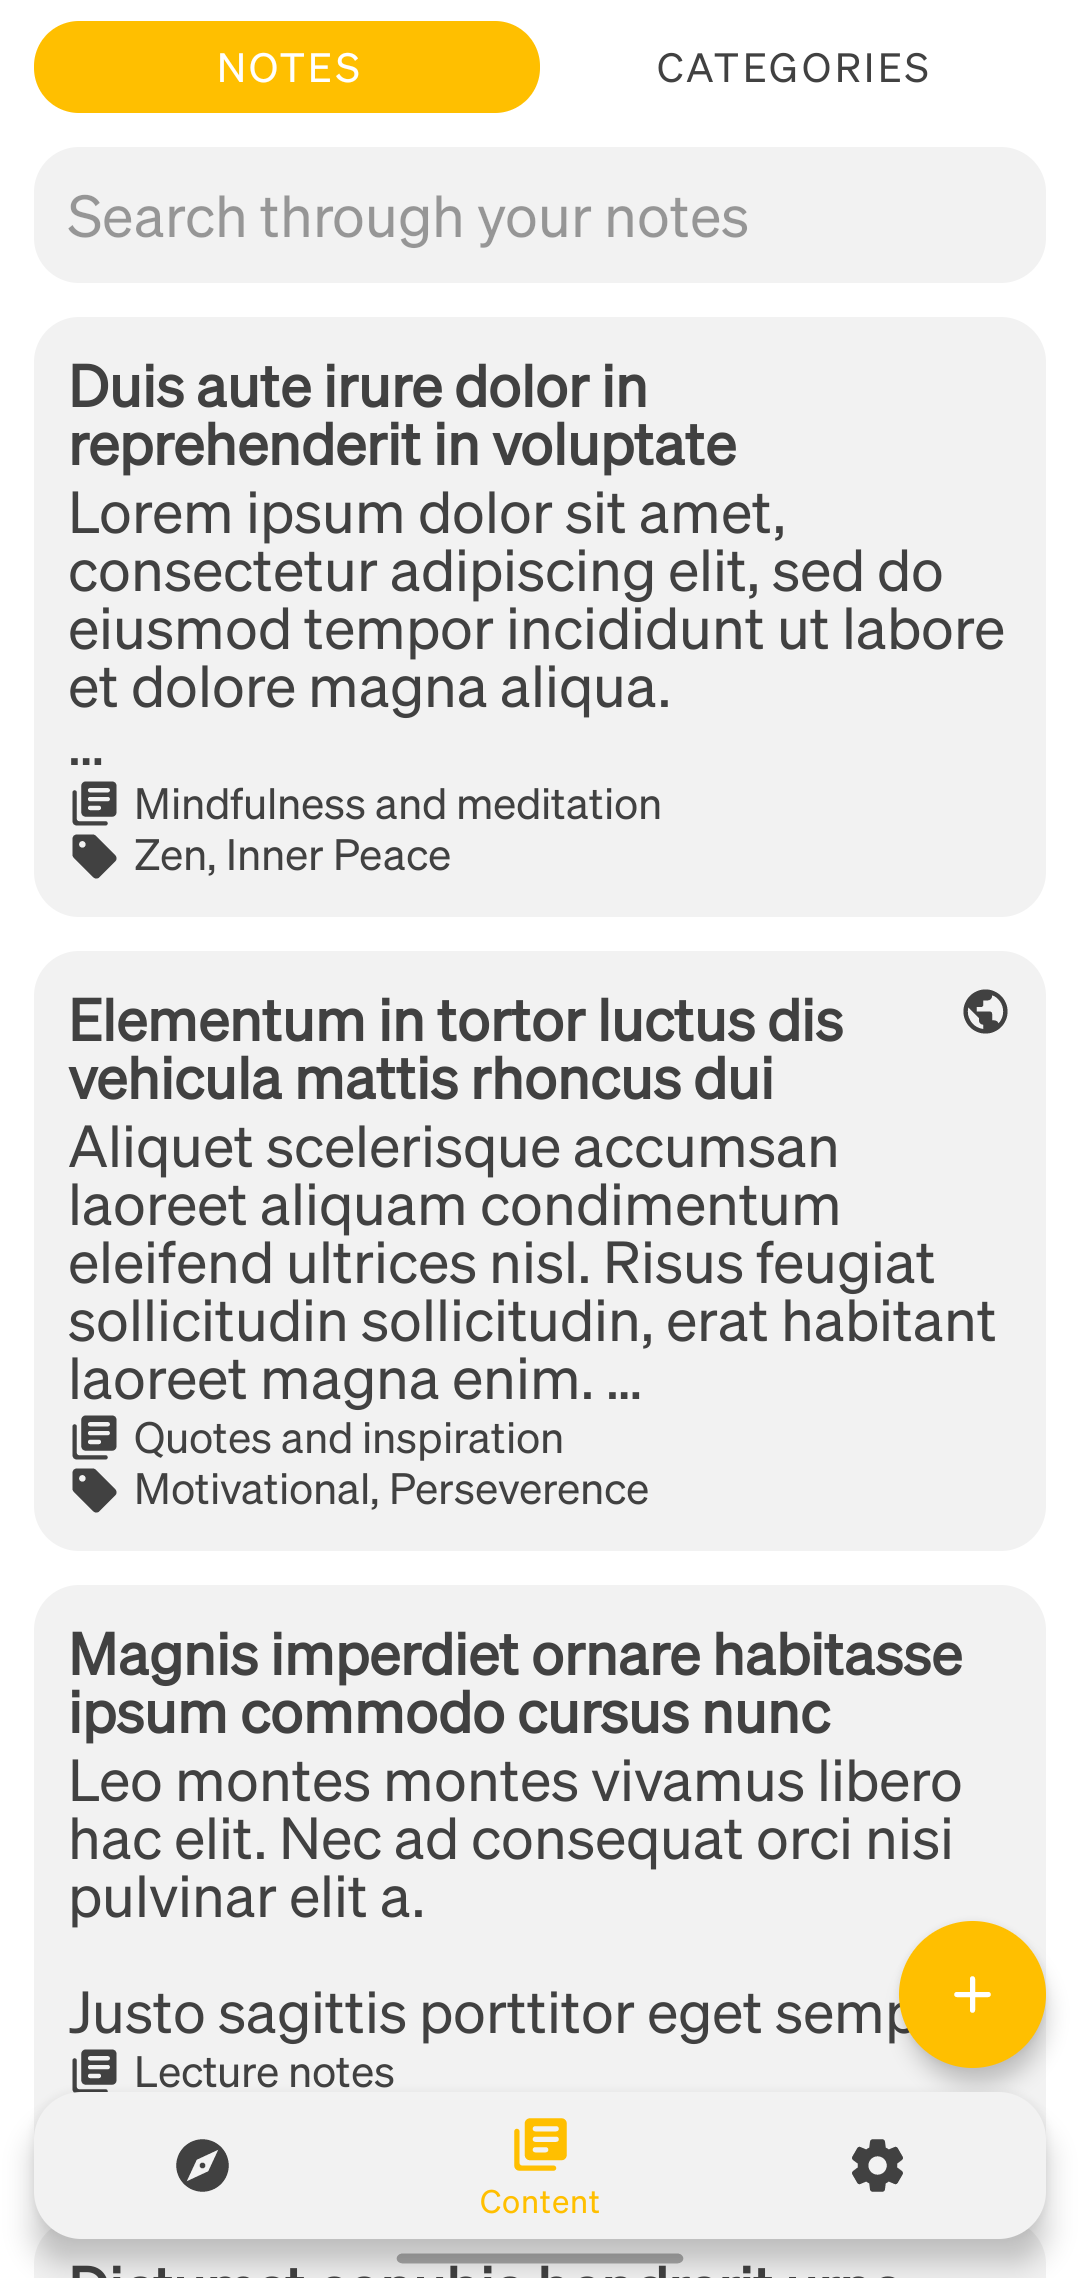 NOTES CATEGORIES
Search through your notes
Duis aute irure dolor in
reprehenderit in voluptate
Lorem ipsum dolor sit amet,
consectetur adipiscing elit, sed do
eiusmod tempor incididunt ut labore
et dolore magna aliqua.
...
Mindfulness and meditation
Zen, Inner Peace
Elementum in tortor luctus dis
vehicula mattis rhoncus dui
Aliquet scelerisque accumsan
laoreet aliquam condimentum
eleifend ultrices nisl. Risus feugiat
sollicitudin sollicitudin, erat habitant
laoreet magna enim. ...
Quotes and inspiration
Motivational, Perseverence
Magnis imperdiet ornare habitasse
ipsum commodo cursus nunc
Leo montes montes vivamus libero
hac elit. Nec ad consequat orci nisi
pulvinar elit a.
Justo sagittis porttitor eget
Lecture notes
Content